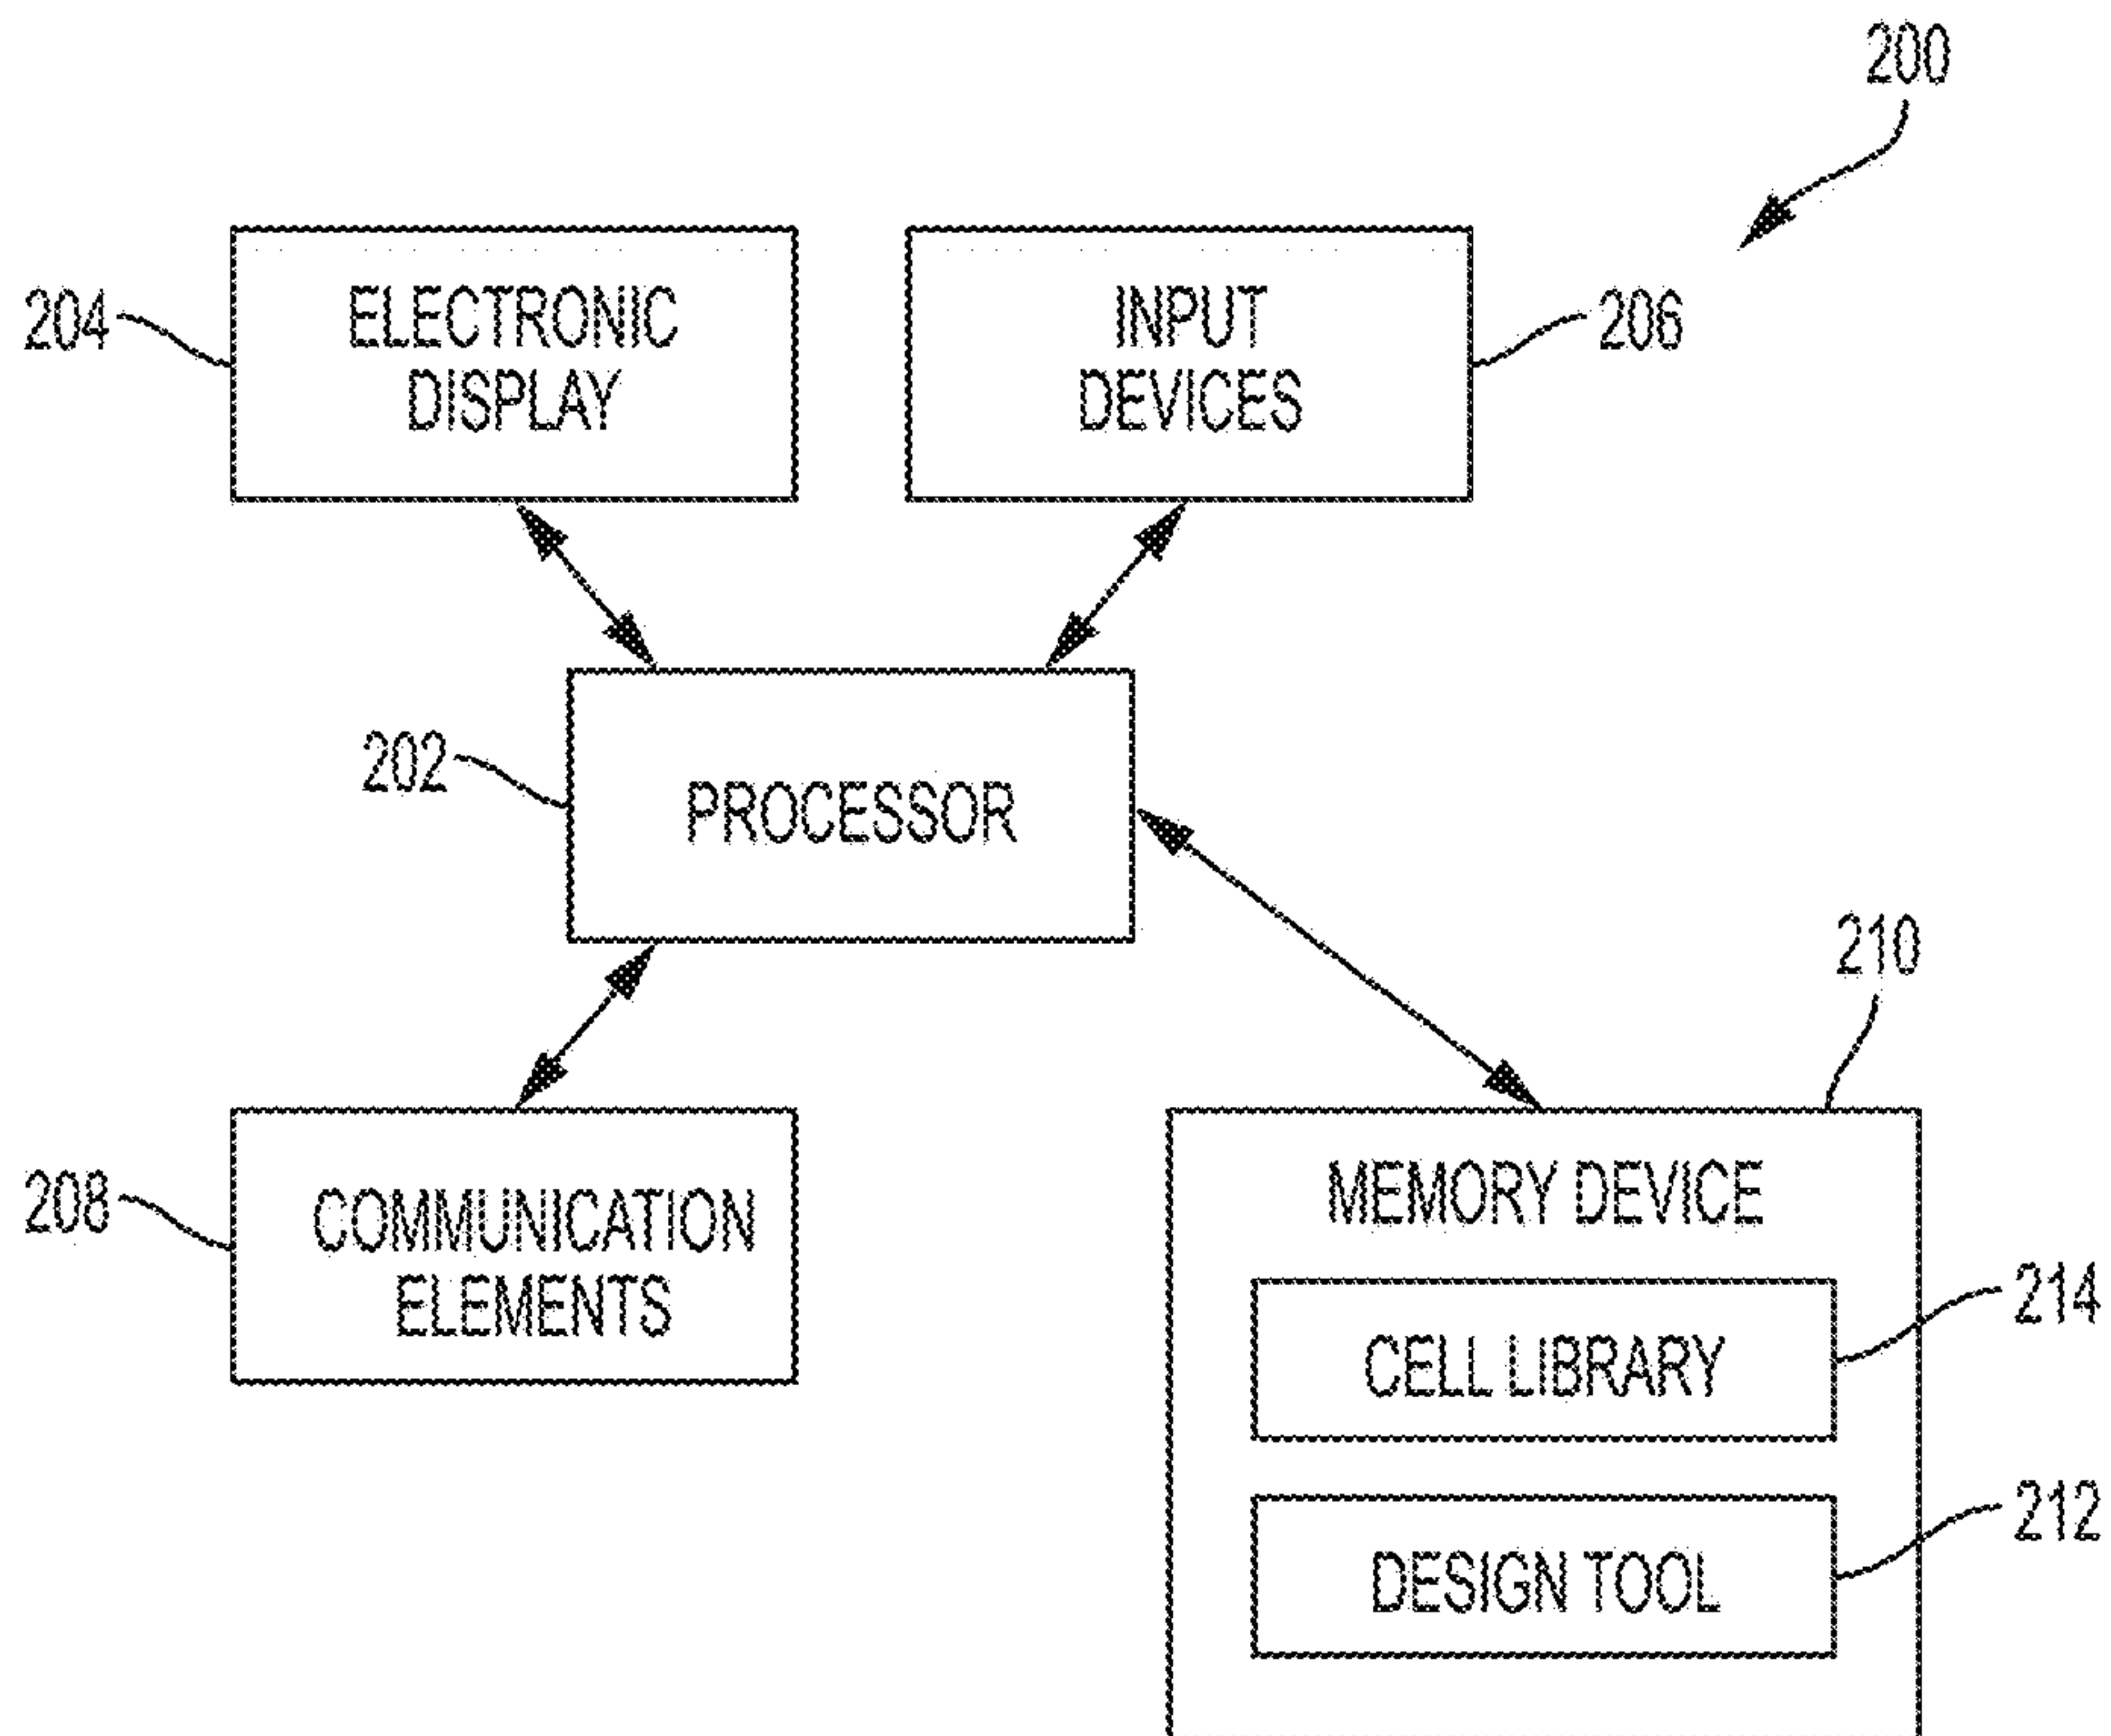 200
204
ELECTRONIC
DISPLAY
INPUT
DEVICES
206
202
PROCESSOR
210
208
COMMUNICATION
ELEMENTS
MEMORY DEVICE
CELL LIBRARY
214
DESIGN TOOL
212